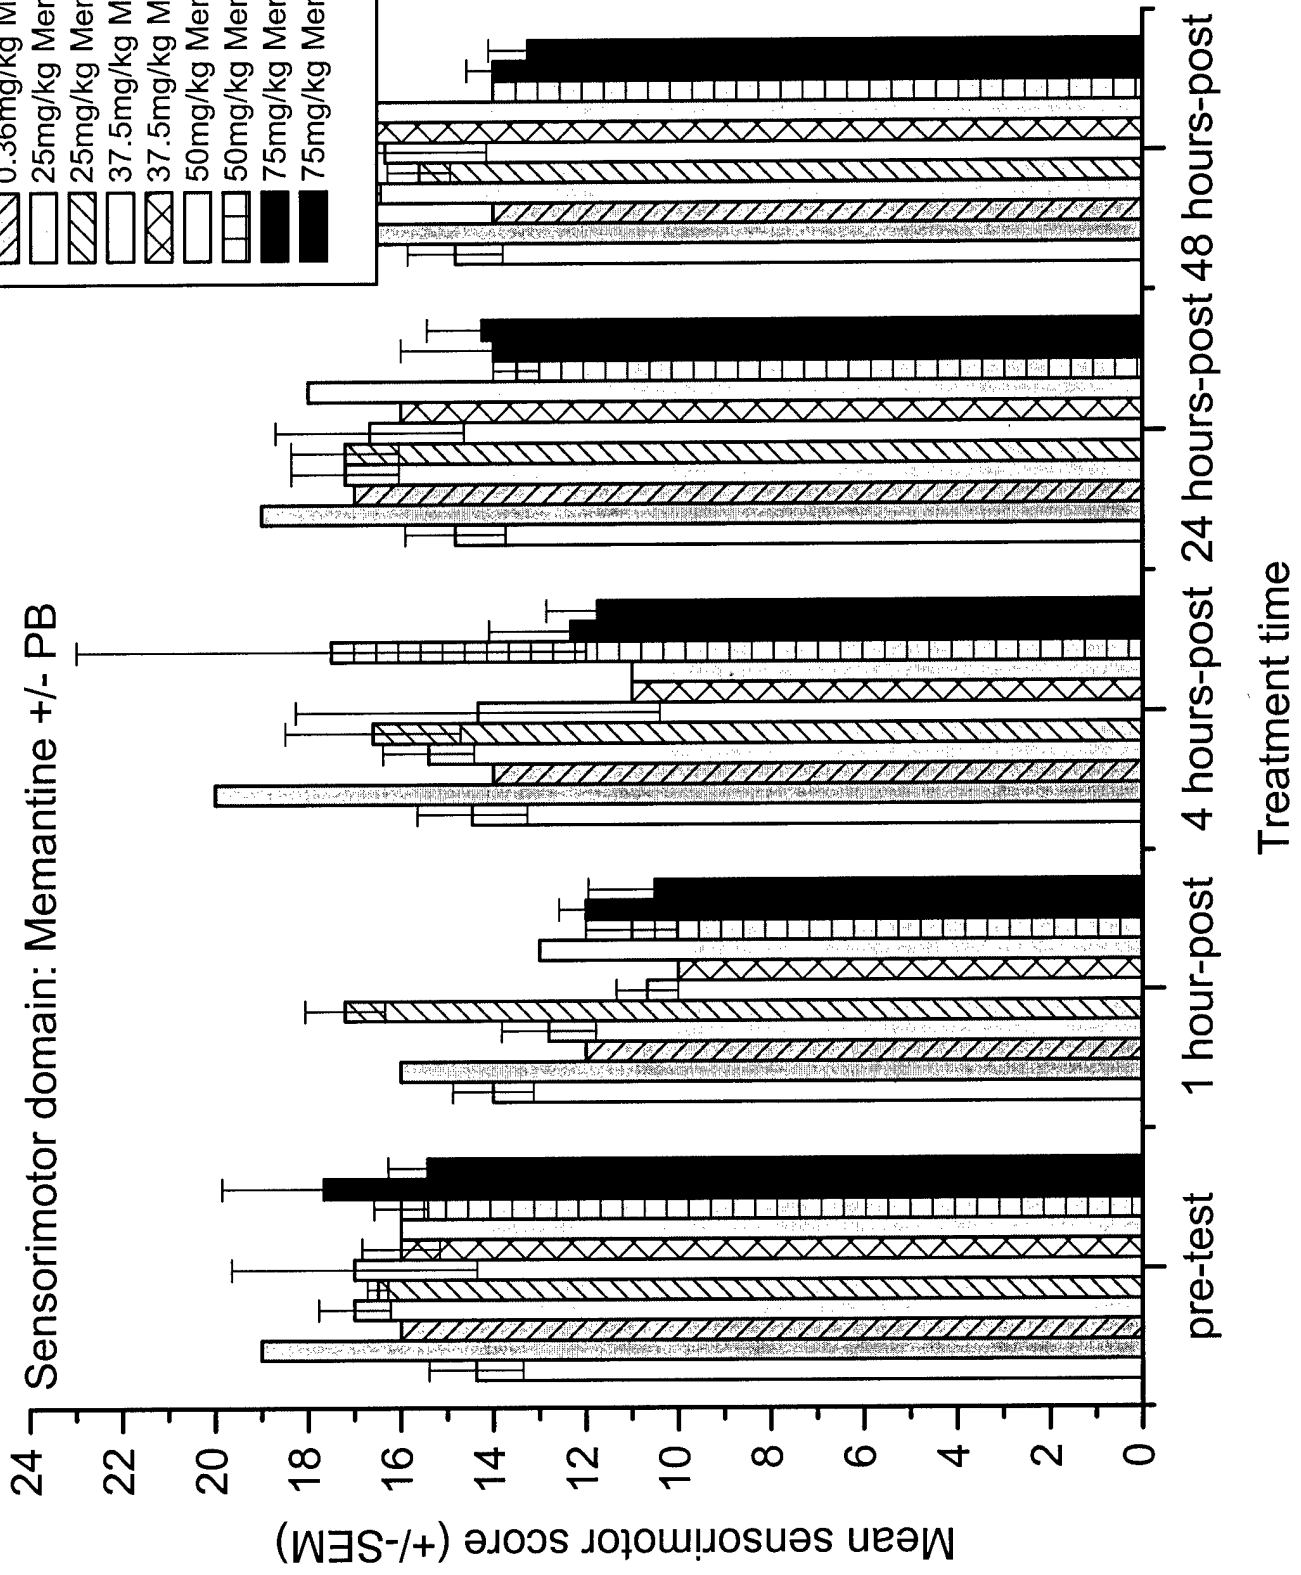 Sensorimotor domain: Memantine +/- PB
0.36mg/kg M
25mg/kg Mer
25mg/kg Mer
37.5mg/kg M
37.5mg/kg M
50mg/kg Mer
50mg/kg Mer
75mg/kg Mer
75mg/kg Mer
Mean sensorimotor score (+/-SEM)
24
22
20
18
16
14
12
10
8
6
4
2
0
pre-test
1 hour-post
4 hours-post
24 hours-post
48 hours-post
Treatment time